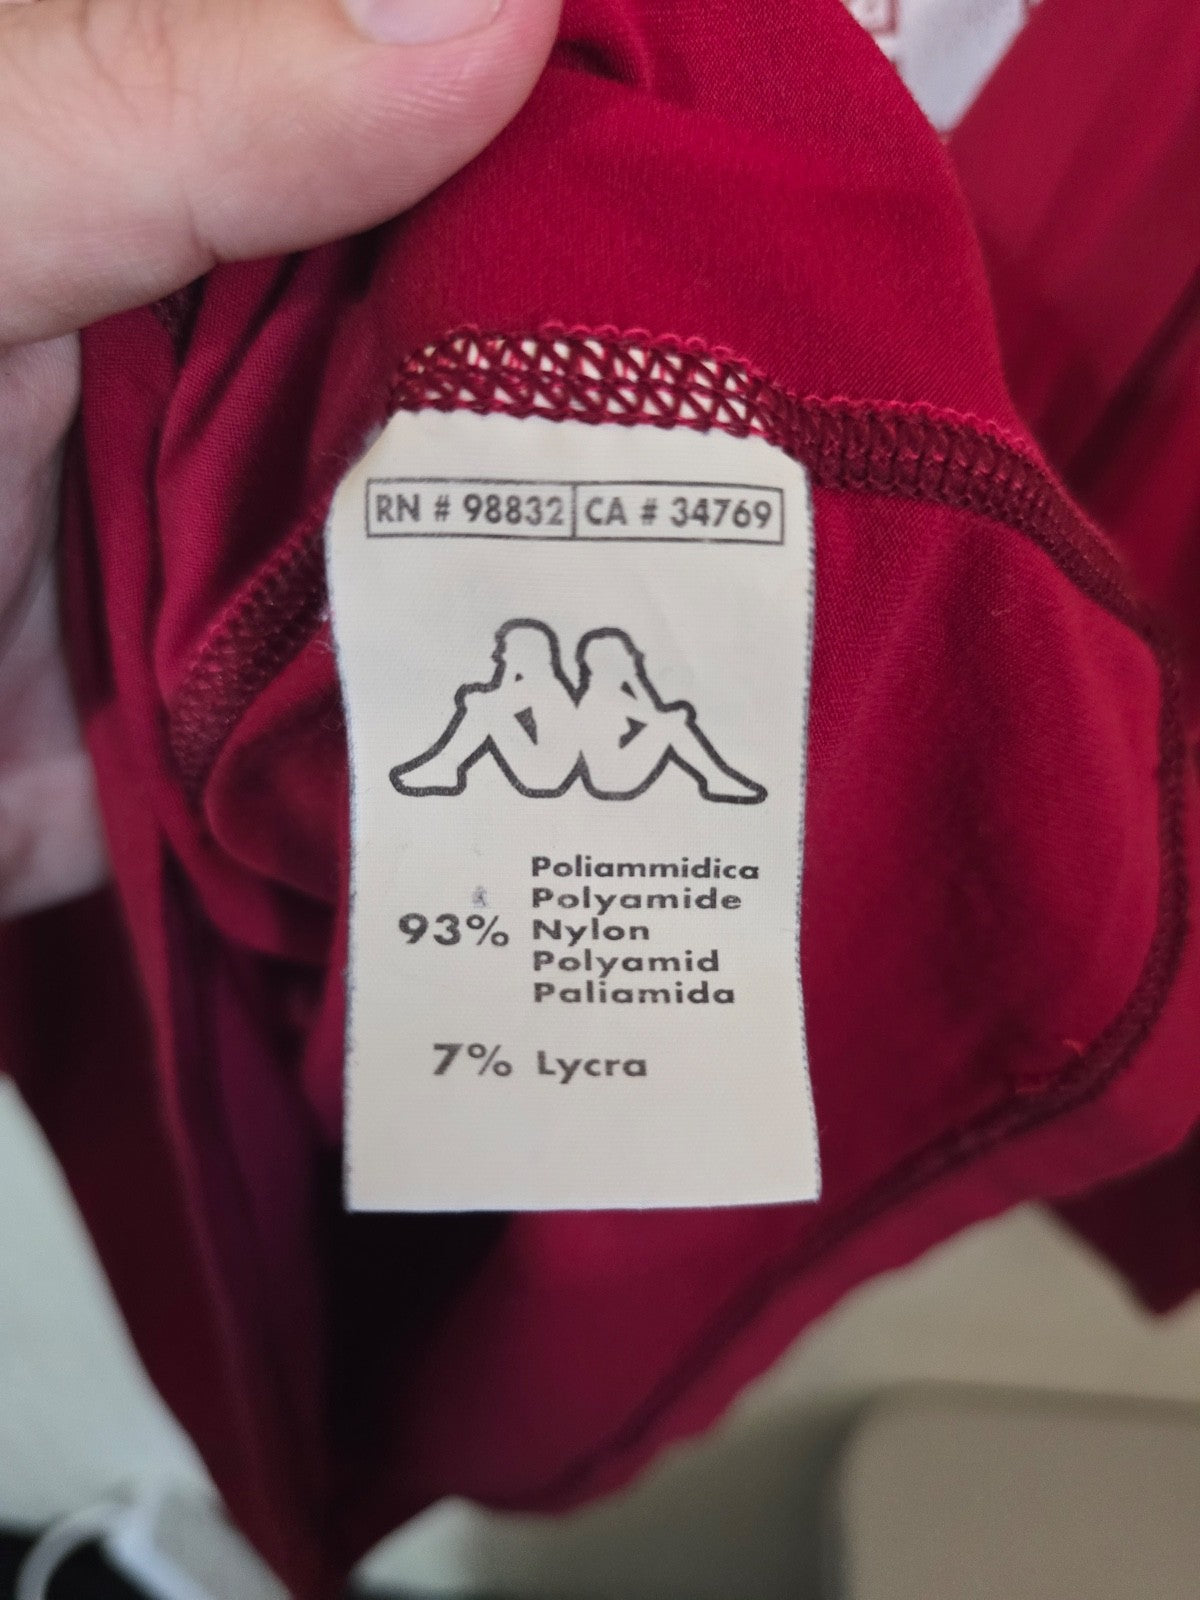 RN # 98832 CA # 34769
Poliammidica
Polyamide
93% Nylon
Polyamid
Paliamida
7% Lycra